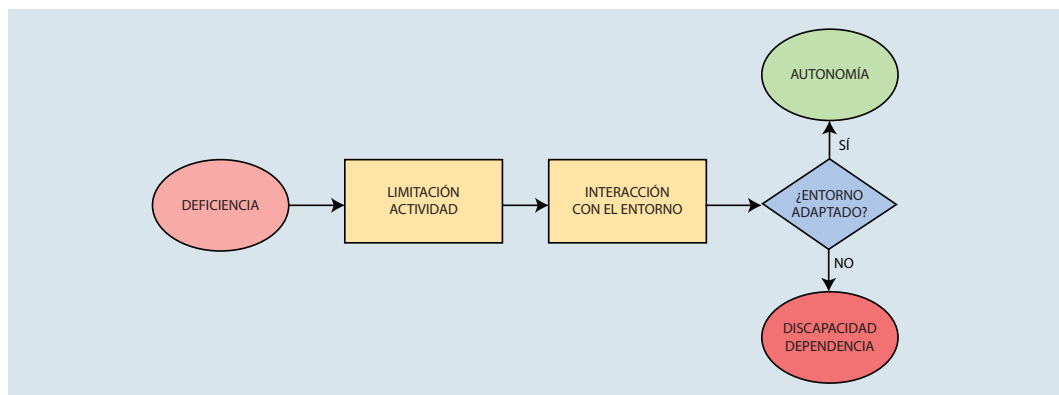 DEFICIENCIA
LIMITACIÓN
ACTIVIDAD
INTERACCIÓN
CON EL ENTORNO
¿ENTORNO
ADAPTADO?
SÍ
AUTONOMÍA
NO
DISCAPACIDAD
DEPENDENCIA